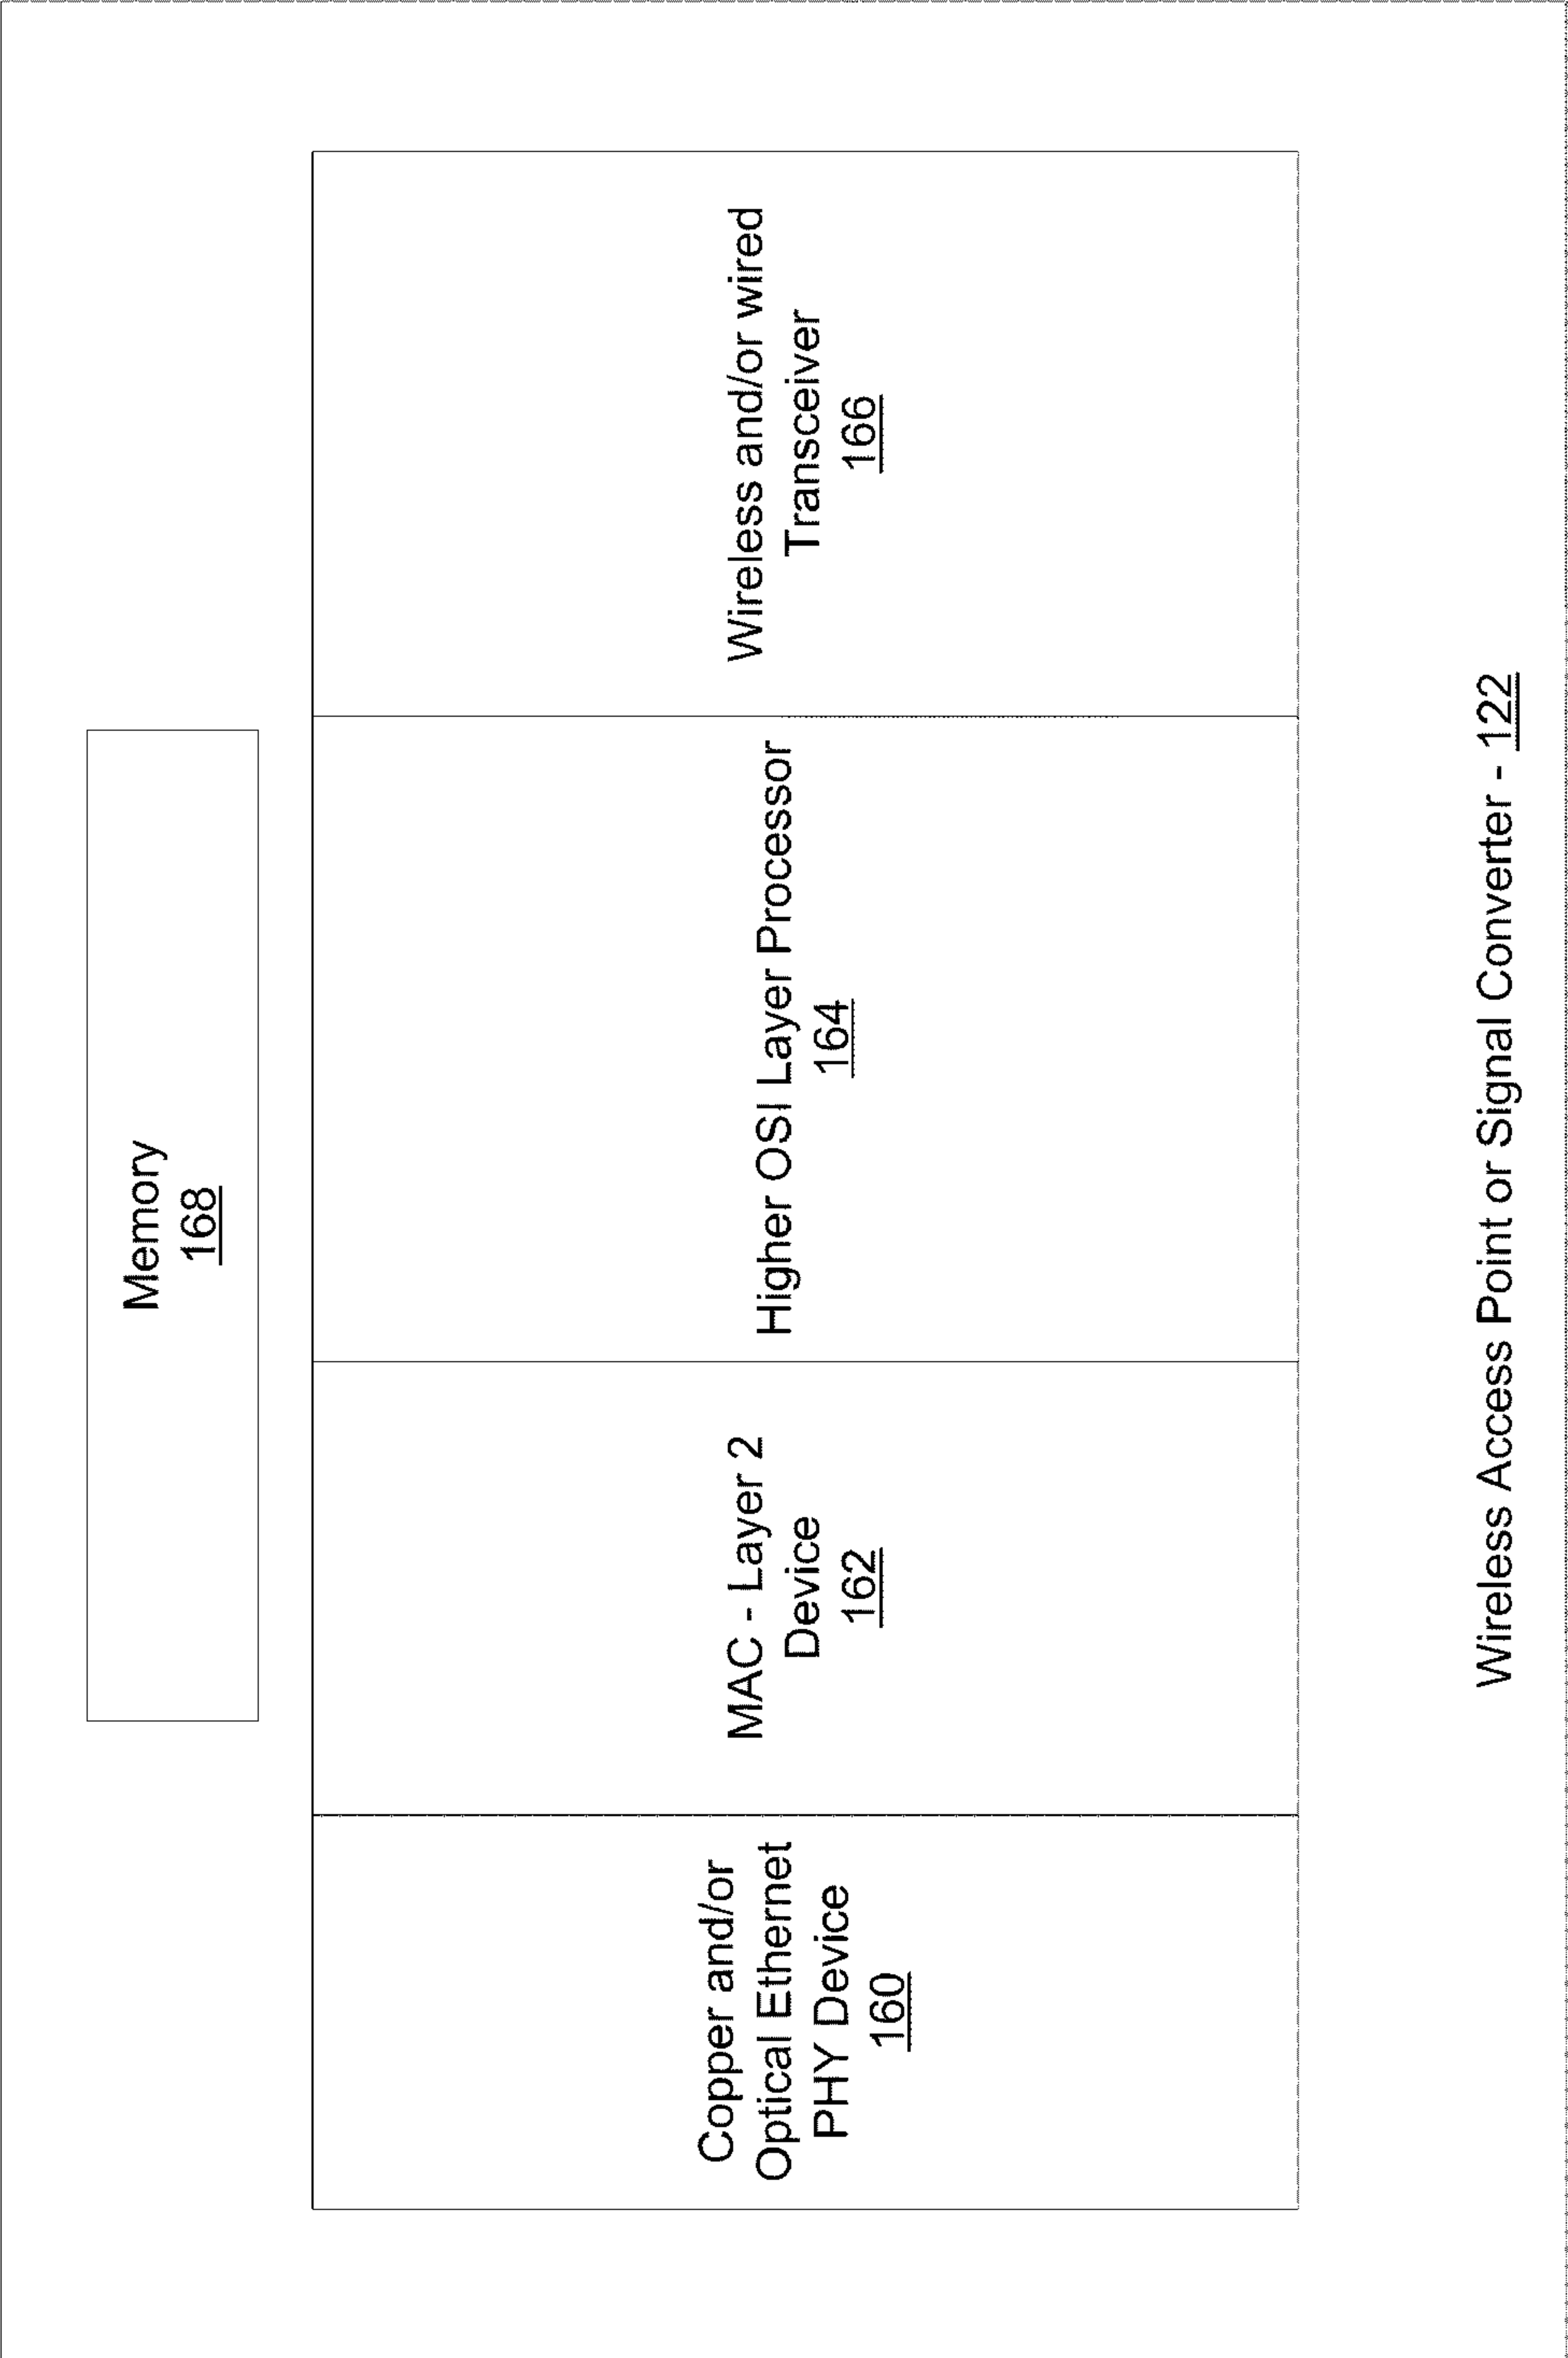 Memory
168
Copper and/or
Optical Ethernet
PHY Device
160
MAC - Layer 2
Device
162
Higher OSI Layer Processor
164
Wireless and/or wired
Transceiver
166
Wireless Access Point or Signal Converter - 122